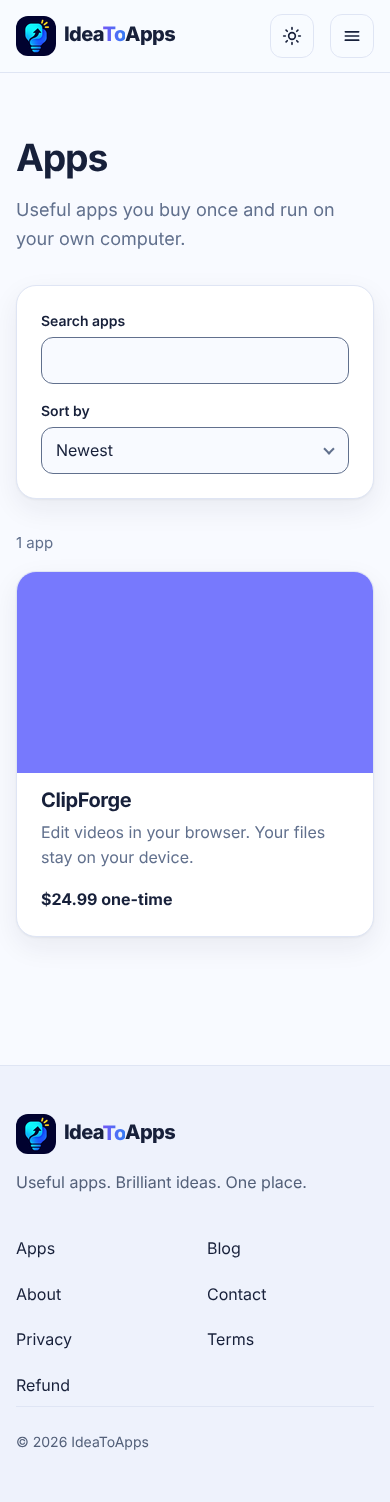 IdeaToApps
Apps
Useful apps you buy once and run on
your own computer.
Search apps
Sort by
Newest
1 app
ClipForge
Edit videos in your browser. Your files
stay on your device.
$24.99 one-time
IdeaToApps
Useful apps. Brilliant ideas. One place.
Apps
Blog
About
Contact
Privacy
Terms
Refund
© 2026 IdeaToApps